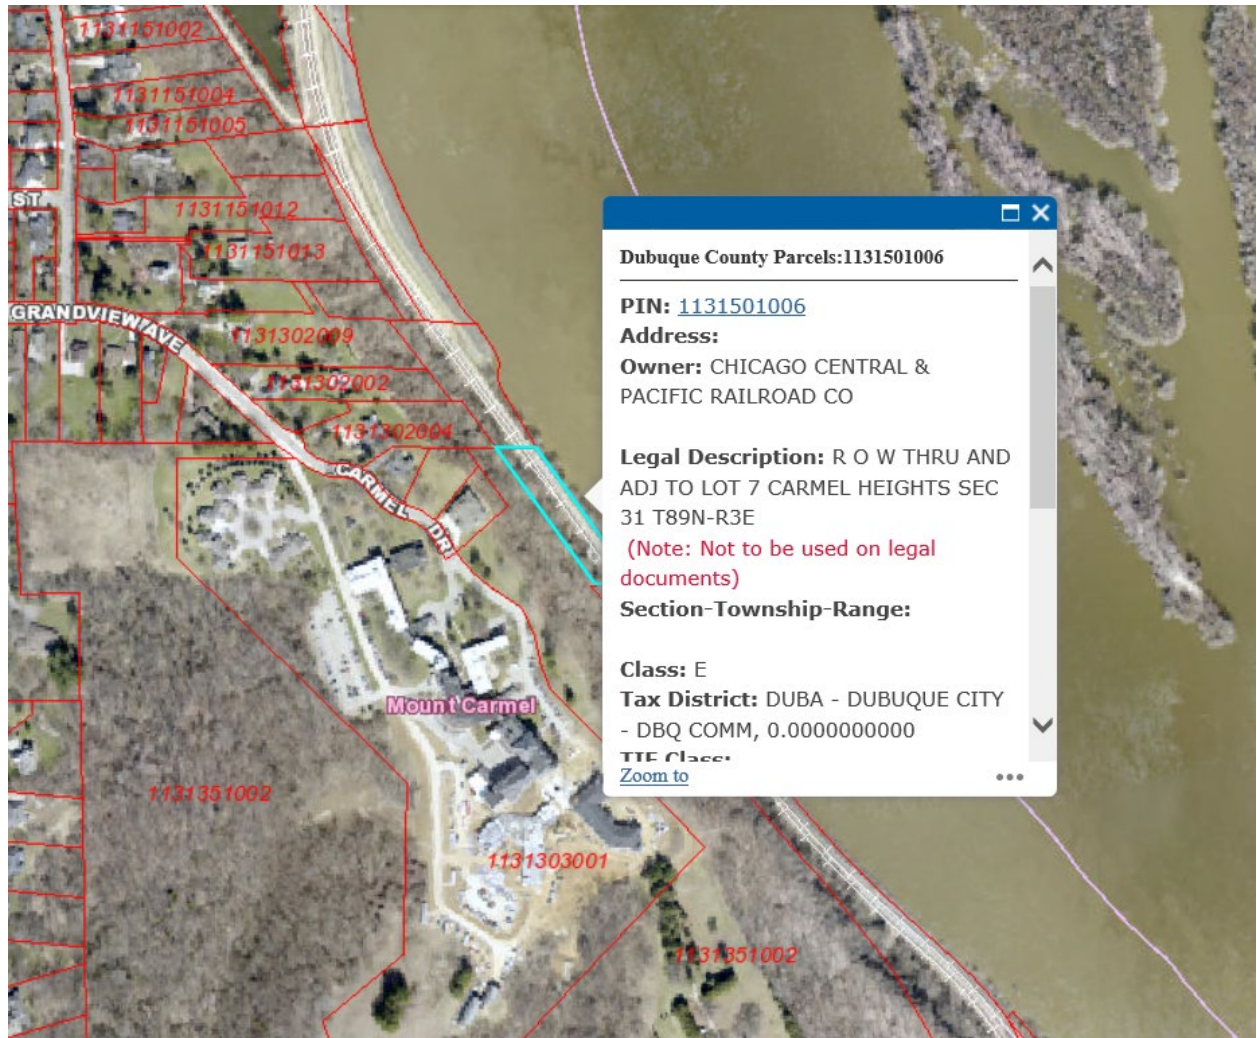 1131151002
1131151004
1131151005
ST
1131151012
1131151013
GRANDVIEW AVE
1131302009
1131302002
1131302004
CARMEL DR
Mount Carmel
1131351002
1131303001
1131351002
Dubuque County Parcels:1131501006
PIN: 1131501006
Address:
Owner: CHICAGO CENTRAL &
PACIFIC RAILROAD CO
Legal Description: R O W THRU AND
ADJ TO LOT 7 CARMEL HEIGHTS SEC
31 T89N-R3E
(Note: Not to be used on legal
documents)
Section-Township-Range:
Class: E
Tax District: DUBA - DUBUQUE CITY
- DBQ COMM, 0.0000000000
TIF Class:
Zoom to